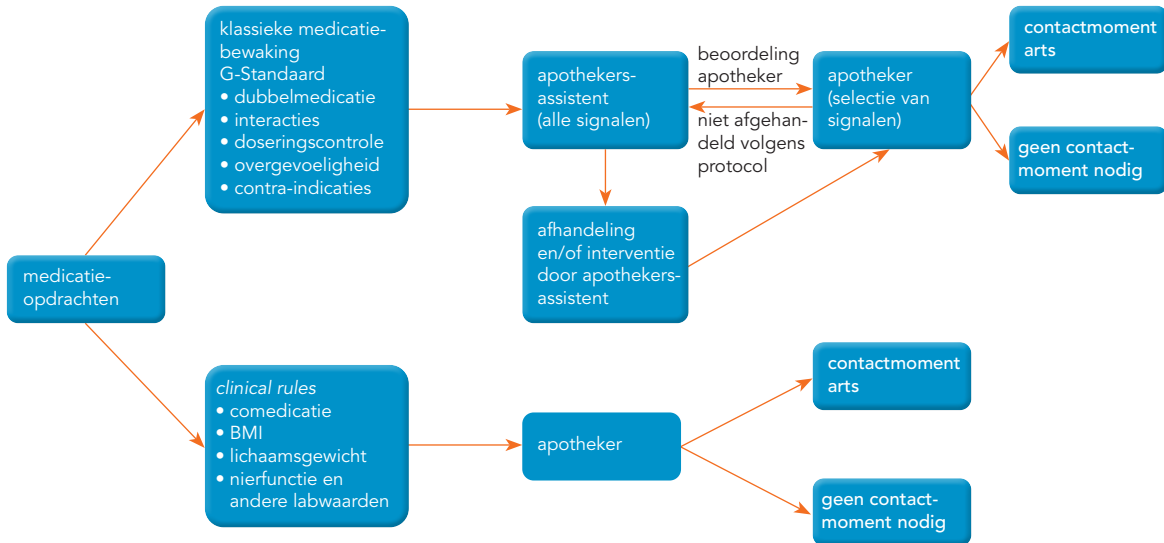 klassieke medicatie-
bewaking
G-Standaard
• dubbelmedicatie
• interacties
• doseringscontrole
• overgevoeligheid
• contra-indicaties
apothekers-
assistent
(alle signalen)
beoordeling
apotheker
niet afgehan-
deld volgens
protocol
apotheker
(selectie van
signalen)
contactmoment
arts
geen contact-
moment nodig
afhandeling
en/of interventie
door apothekers-
assistent
medicatie-
opdrachten
clinical rules
• comedicatie
• BMI
• lichaamsgewicht
• nierfunctie en
andere labwaarden
apotheker
contactmoment
arts
geen contact-
moment nodig